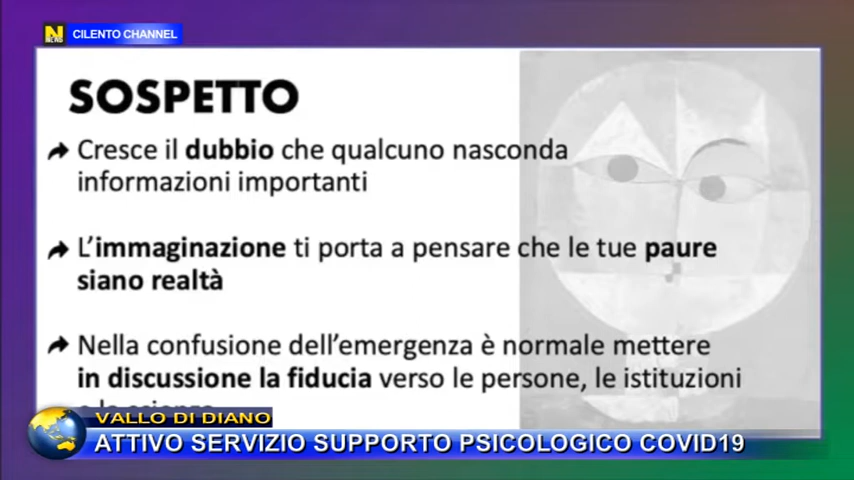 N
NEWS
CILENTO CHANNEL
SOSPETTO
Cresce il dubbio che qualcuno nasconda
informazioni importanti
L'immaginazione ti porta a pensare che le tue paure
siano realtà
Nella confusione dell'emergenza è normale mettere
in discussione la fiducia verso le persone, le istituzioni
VALLO DI DIANO
ATTIVO SERVIZIO SUPPORTO PSICOLOGICO COVID19